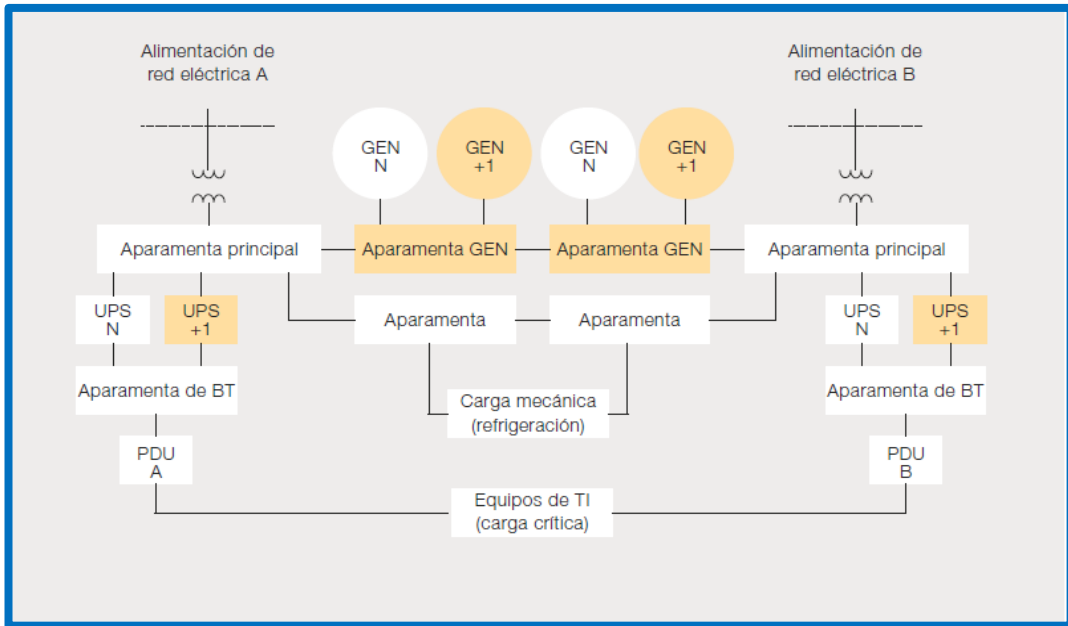 Alimentación de
red eléctrica A
Alimentación de
red eléctrica B
GEN
N
GEN
+1
GEN
N
GEN
+1
Aparamenta principal
Aparamenta GEN
Aparamenta GEN
Aparamenta principal
UPS
N
UPS
+1
Aparamenta
Aparamenta
UPS
N
UPS
+1
Aparamenta de BT
Carga mecánica
(refrigeración)
Aparamenta de BT
PDU
A
PDU
B
Equipos de TI
(carga crítica)